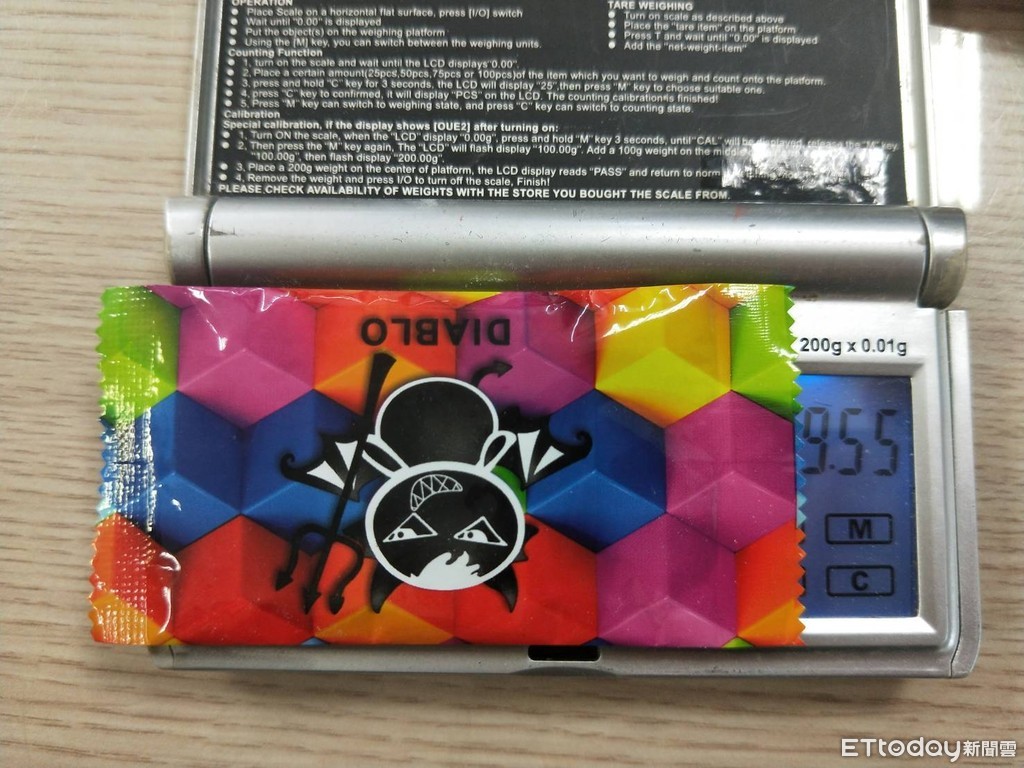 OPERATION
Place Scale on a horizontal flat surface, press [I/O] switch
Wait until "0.00" is displayed
Put the object(s) on the weighing platform
Using the [M] key, you can switch between the weighing units.
Counting Function
1, turn on the scale and wait until the LCD displays"0.00".
2, Place a certain amount(25pcs,50pcs,75pcs or 100pcs)of the item which you want to weigh and count onto the platform.
3, press and hold "C" key for 3 seconds, the LCD will display "25",then press "M" key to choose suitable one.
4, press "C" key to confirmed, it will display "PCS" on the LCD. The counting calibration is finished!
5. Press "M" key can switch to weighing state, and press "C" key can switch to counting state.
Calibration
Special calibration, if the display shows [OUE2] after turning on:
1, Turn ON the scale, when the "LCD" display "0.00g", press and hold "M" key 3 seconds, until"CAL" will be displayed, release the "M" key
2, Then press the "M" key again, The "LCD" will flash display "100.00g". Add a 100g weight on the
"100.00g", then flash display "200.00g".
3, Place a 200g weight on the center of platform, the LCD display reads "PASS" and return to
4, Remove the weight and press I/O to turn off the scale, Finish!
PLEASE CHECK AVAILABILITY OF WEIGHTS WITH THE STORE YOU BOUGHT THE SCALE FROM.
TARE WEIGHING
Turn on scale as described above
Place the "tare item" on the platform
Press T and wait until "0.00" is displayed
Add the "net-weight-item"
DIABLO
200g x 0.01g
9.55
M
C
ETtoday新聞雲